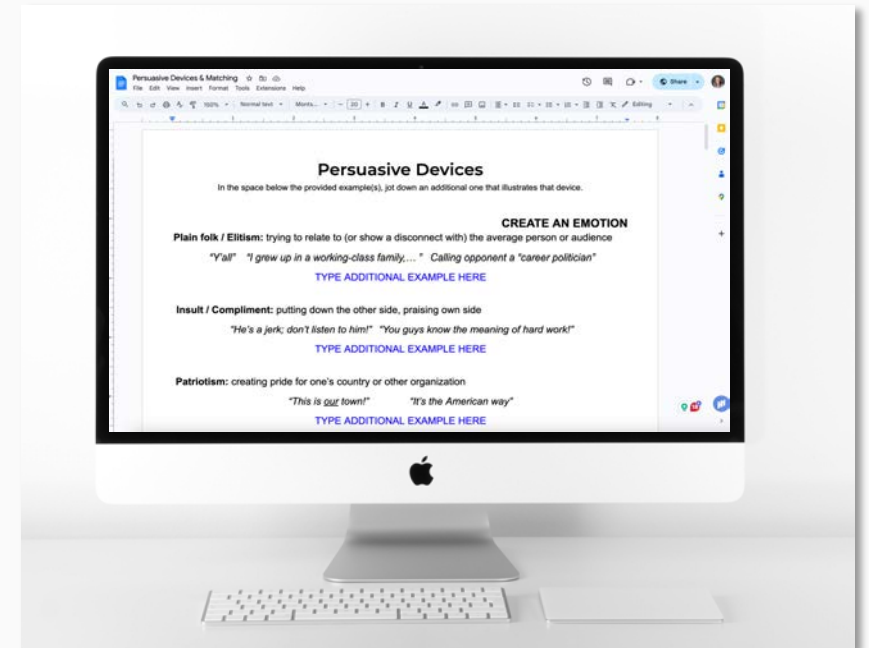 Persuasive Devices & Matching
File Edit View Insert Format Tools Extensions Help
Share
100% Normal text Monts... 20 B I U A Editing
Persuasive Devices
In the space below the provided example(s), jot down an additional one that illustrates that device.
CREATE AN EMOTION
Plain folk / Elitism: trying to relate to (or show a disconnect with) the average person or audience
"Y'all" "I grew up in a working-class family,... " Calling opponent a "career politician"
TYPE ADDITIONAL EXAMPLE HERE
Insult / Compliment: putting down the other side, praising own side
"He's a jerk; don't listen to him!" "You guys know the meaning of hard work!"
TYPE ADDITIONAL EXAMPLE HERE
Patriotism: creating pride for one's country or other organization
"This is our town!" "It's the American way"
TYPE ADDITIONAL EXAMPLE HERE